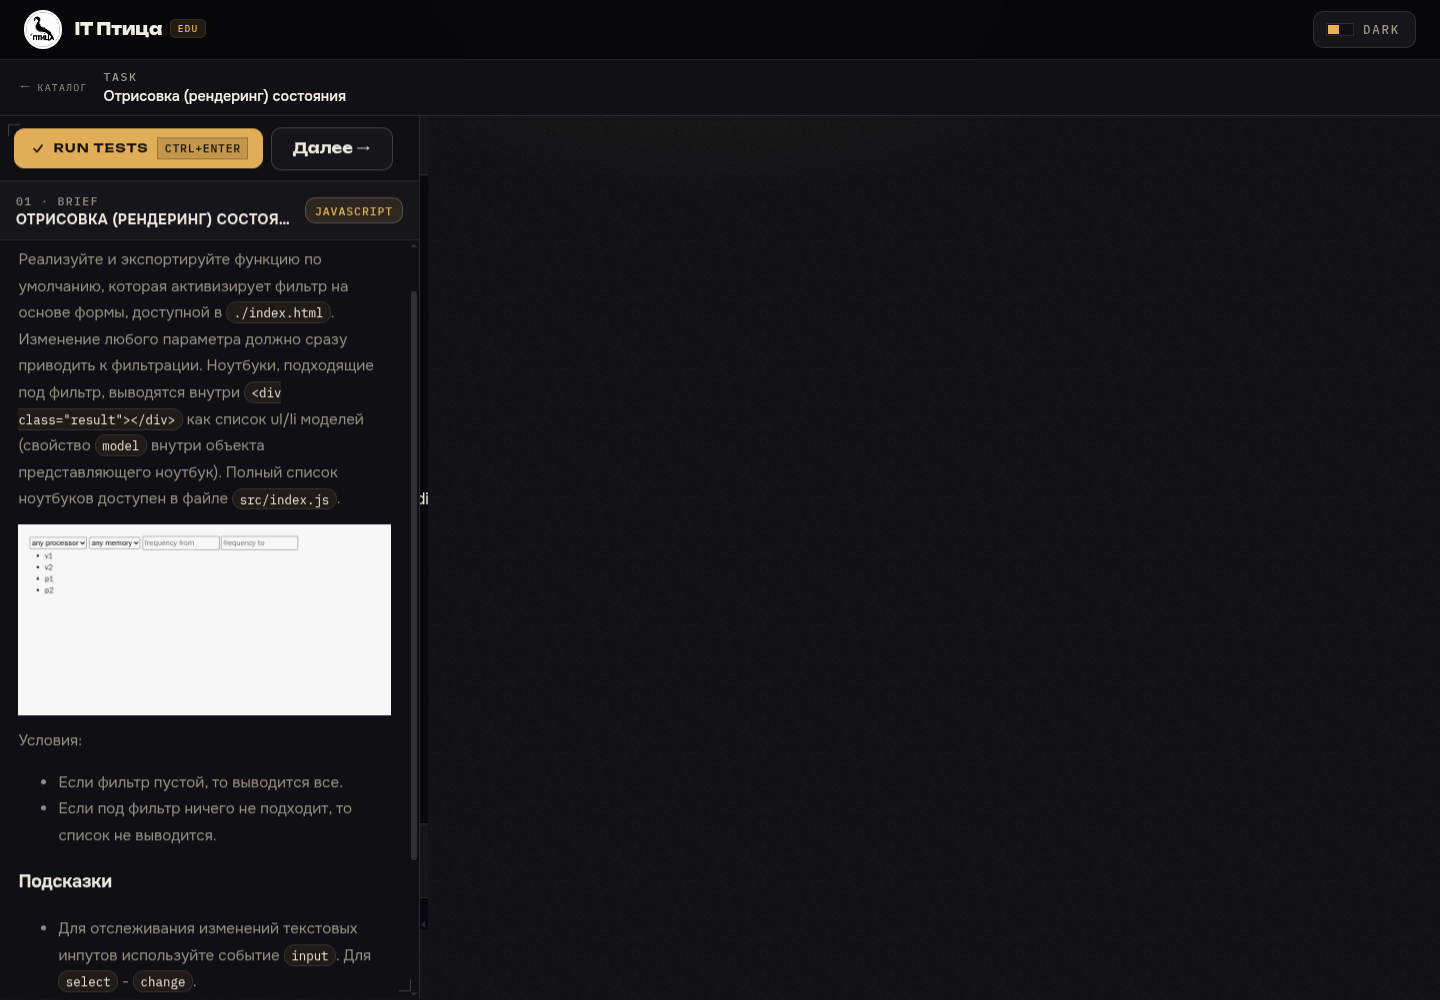 ПТИЦА
IT Птица EDU
DARK
← КАТАЛОГ
TASK
Отрисовка (рендеринг) состояния
RUN TESTS CTRL+ENTER
Далее →
01 · BRIEF
ОТРИСОВКА (РЕНДЕРИНГ) СОСТОЯ...
JAVASCRIPT
Реализуйте и экспортируйте функцию по
умолчанию, которая активизирует фильтр на
основе формы, доступной в ./index.html.
Изменение любого параметра должно сразу
приводить к фильтрации. Ноутбуки, подходящие
под фильтр, выводятся внутри <div
class="result"></div> как список ul/li моделей
(свойство model внутри объекта
представляющего ноутбук). Полный список
ноутбуков доступен в файле src/index.js.
di
any processor any memory frequency from frequency to
• v1
• v2
• p1
• p2
Условия:
• Если фильтр пустой, то выводится все.
• Если под фильтр ничего не подходит, то
список не выводится.
Подсказки
• Для отслеживания изменений текстовых
инпутов используйте событие input. Для
select - change.